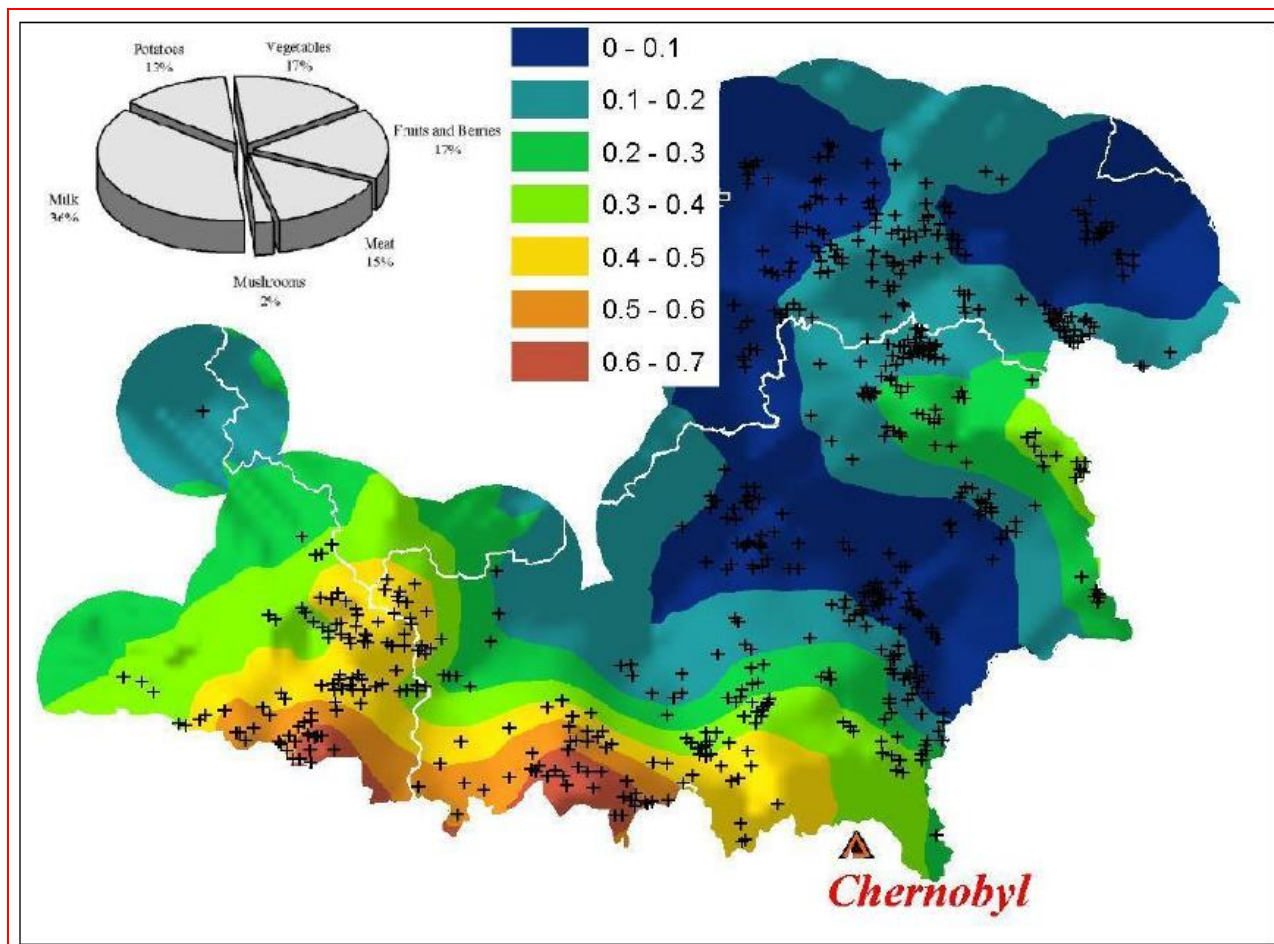 Potatoes
13%
Vegetables
17%
Fruits and Berries
17%
Milk
36%
Meat
15%
Mushrooms
2%
0 - 0.1
0.1 - 0.2
0.2 - 0.3
0.3 - 0.4
0.4 - 0.5
0.5 - 0.6
0.6 - 0.7
Chernobyl